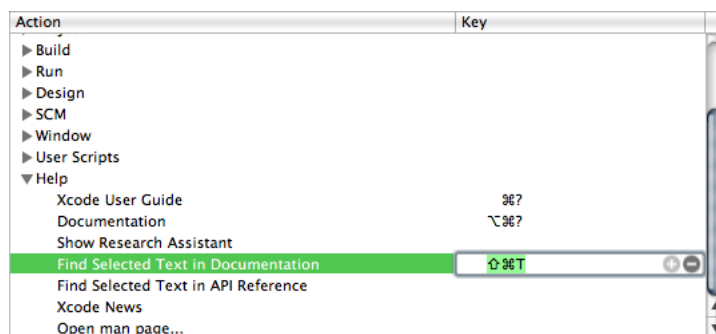 Action Key
Build
Run
Design
SCM
Window
User Scripts
Help
Xcode User Guide ⌘?
Documentation ⌥⌘?
Show Research Assistant
Find Selected Text in Documentation ⇧⌘T
Find Selected Text in API Reference
Xcode News
Open man page...